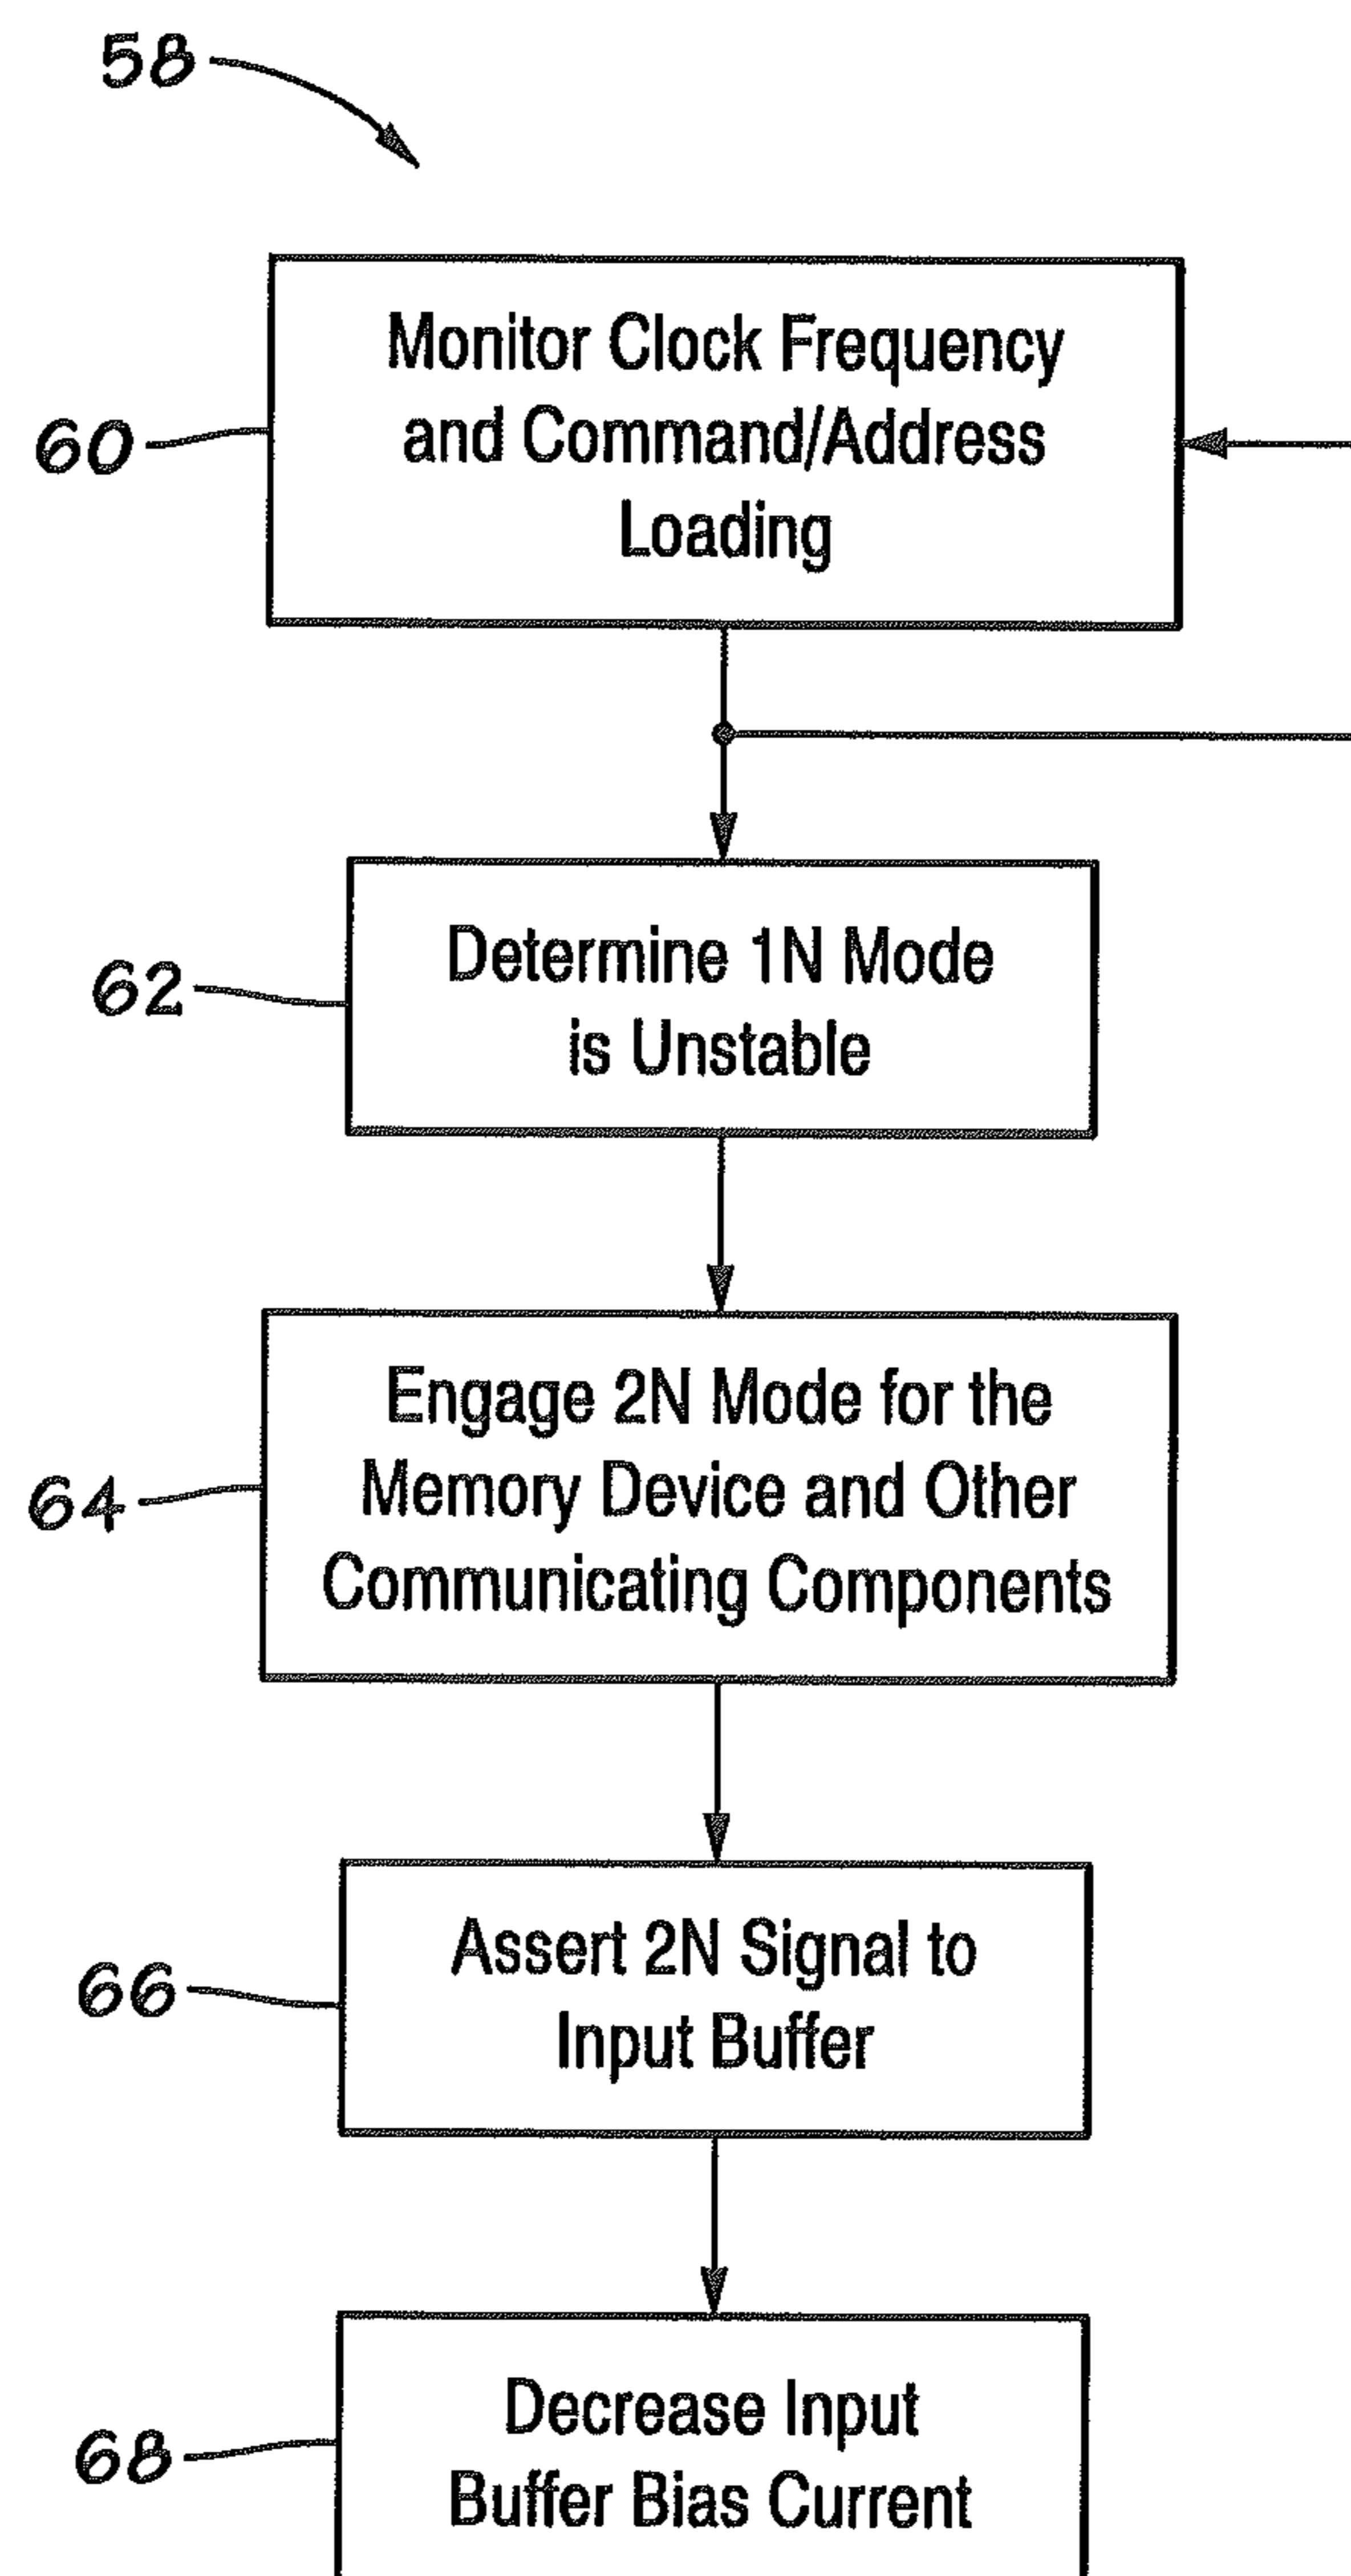 58
60
Monitor Clock Frequency
and Command/Address
Loading
62
Determine 1N Mode
is Unstable
64
Engage 2N Mode for the
Memory Device and Other
Communicating Components
66
Assert 2N Signal to
Input Buffer
68
Decrease Input
Buffer Bias Current